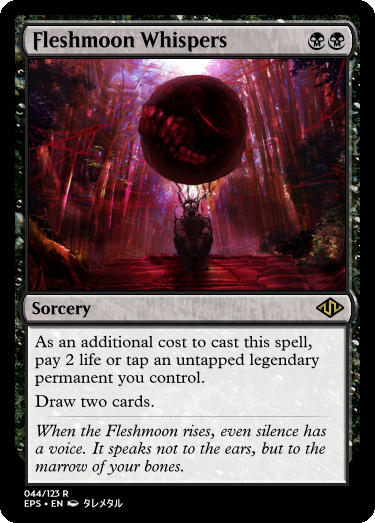 Fleshmoon Whispers
Sorcery
As an additional cost to cast this spell,
pay 2 life or tap an untapped legendary
permanent you control.
Draw two cards.
When the Fleshmoon rises, even silence has
a voice. It speaks not to the ears, but to the
marrow of your bones.
044/123 R
EPS • EN タレメタル